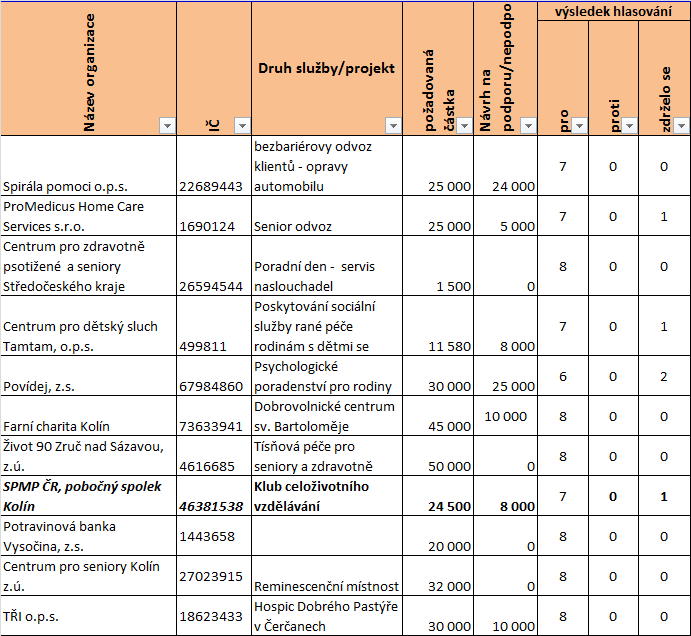 výsledek hlasování
Název organizace
IČ
Druh služby/projekt
požadovaná
částka
Návrh na
podporu/nepodpo
pro
proti
zdrželo se
bezbariérovy odvoz
klientů - opravy
Spirála pomoci o.p.s. 22689443 automobilu 25 000 24 000 7 0 0
ProMedicus Home Care
Services s.r.o. 1690124 Senior odvoz 25 000 5 000 7 0 1
Centrum pro zdravotně
psotižené a seniory Poradní den - servis
Středočeského kraje 26594544 naslouchadel 1 500 0 8 0 0
Poskytování sociální
Centrum pro dětský sluch služby rané péče
Tamtam, o.p.s. 499811 rodinám s dětmi se 11 580 8 000 7 0 1
Psychologické
Povídej, z.s. 67984860 poradenství pro rodiny 30 000 25 000 6 0 2
Dobrovolnické centrum
Farní charita Kolín 73633941 sv. Bartoloměje 45 000 10 000 8 0 0
Život 90 Zruč nad Sázavou, Tísňová péče pro
z.ú. 4616685 seniory a zdravotně 50 000 0 8 0 0
SPMP ČR, pobočný spolek Klub celoživotního
Kolín 46381538 vzdělávání 24 500 8 000 7 0 1
Potravinová banka
Vysočina, z.s. 1443658 20 000 0 8 0 0
Centrum pro seniory Kolín
z.ú. 27023915 Reminescenční místnost 32 000 0 8 0 0
Hospic Dobrého Pastýře
TŘI o.p.s. 18623433 v Čerčanech 30 000 10 000 8 0 0